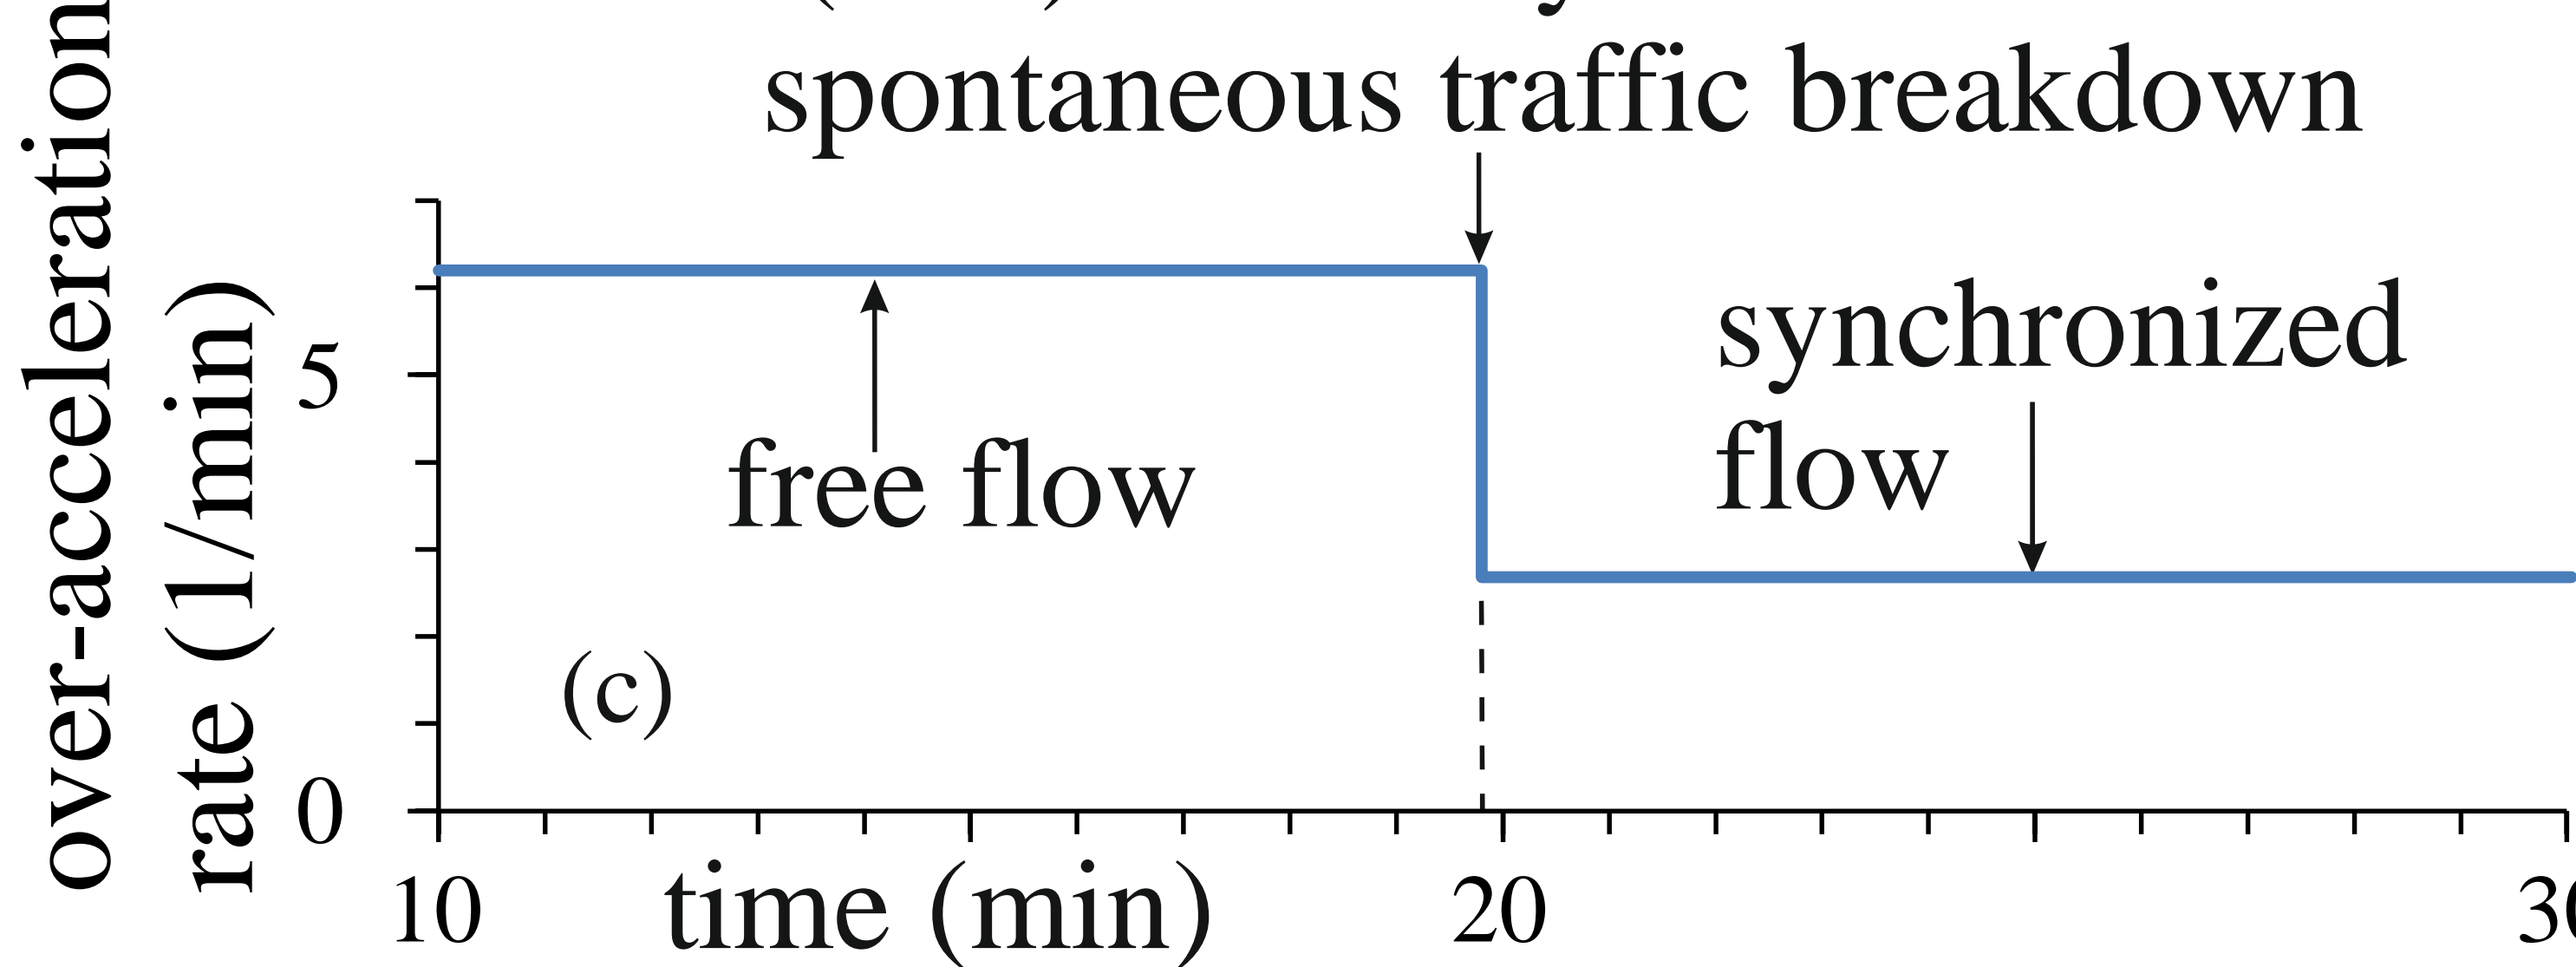 spontaneous traffic breakdown
over-acceleration
rate (1/min)
5
synchronized
flow
free flow
(c)
0
10
time (min)
20